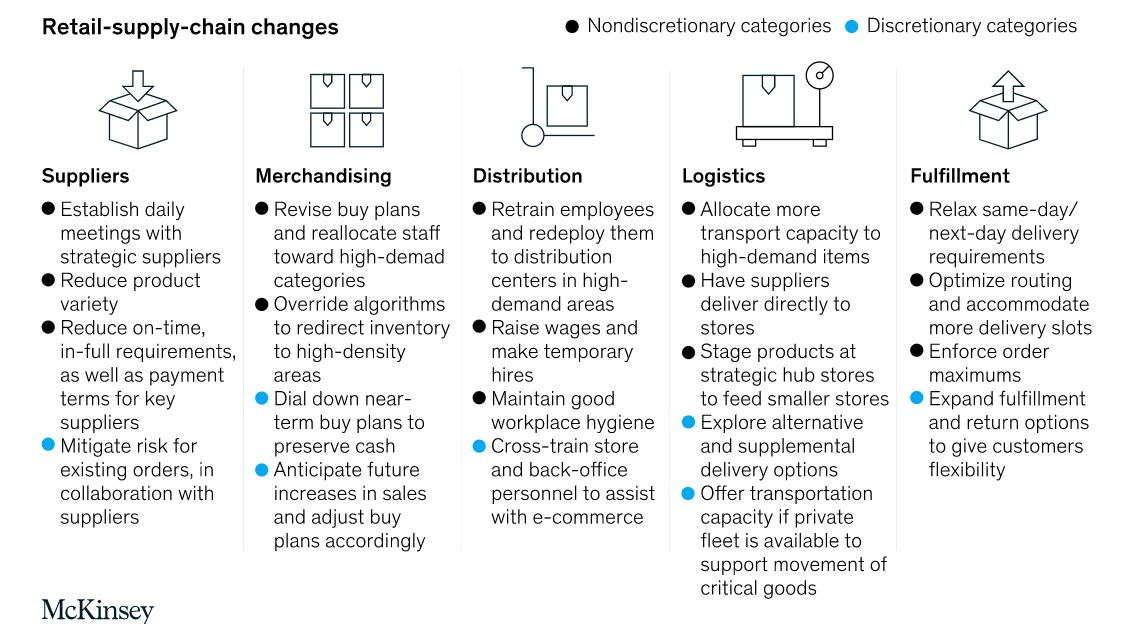 Retail-supply-chain changes
Nondiscretionary categories
Discretionary categories
Suppliers
Establish daily
meetings with
strategic suppliers
Reduce product
variety
Reduce on-time,
in-full requirements,
as well as payment
terms for key
suppliers
Mitigate risk for
existing orders, in
collaboration with
suppliers
Merchandising
Revise buy plans
and reallocate staff
toward high-demad
categories
Override algorithms
to redirect inventory
to high-density
areas
Dial down near-
term buy plans to
preserve cash
Anticipate future
increases in sales
and adjust buy
plans accordingly
Distribution
Retrain employees
and redeploy them
to distribution
centers in high-
demand areas
Raise wages and
make temporary
hires
Maintain good
workplace hygiene
Cross-train store
and back-office
personnel to assist
with e-commerce
Logistics
Allocate more
transport capacity to
high-demand items
Have suppliers
deliver directly to
stores
Stage products at
strategic hub stores
to feed smaller stores
Explore alternative
and supplemental
delivery options
Offer transportation
capacity if private
fleet is available to
support movement of
critical goods
Fulfillment
Relax same-day/
next-day delivery
requirements
Optimize routing
and accommodate
more delivery slots
Enforce order
maximums
Expand fulfillment
and return options
to give customers
flexibility
McKinsey